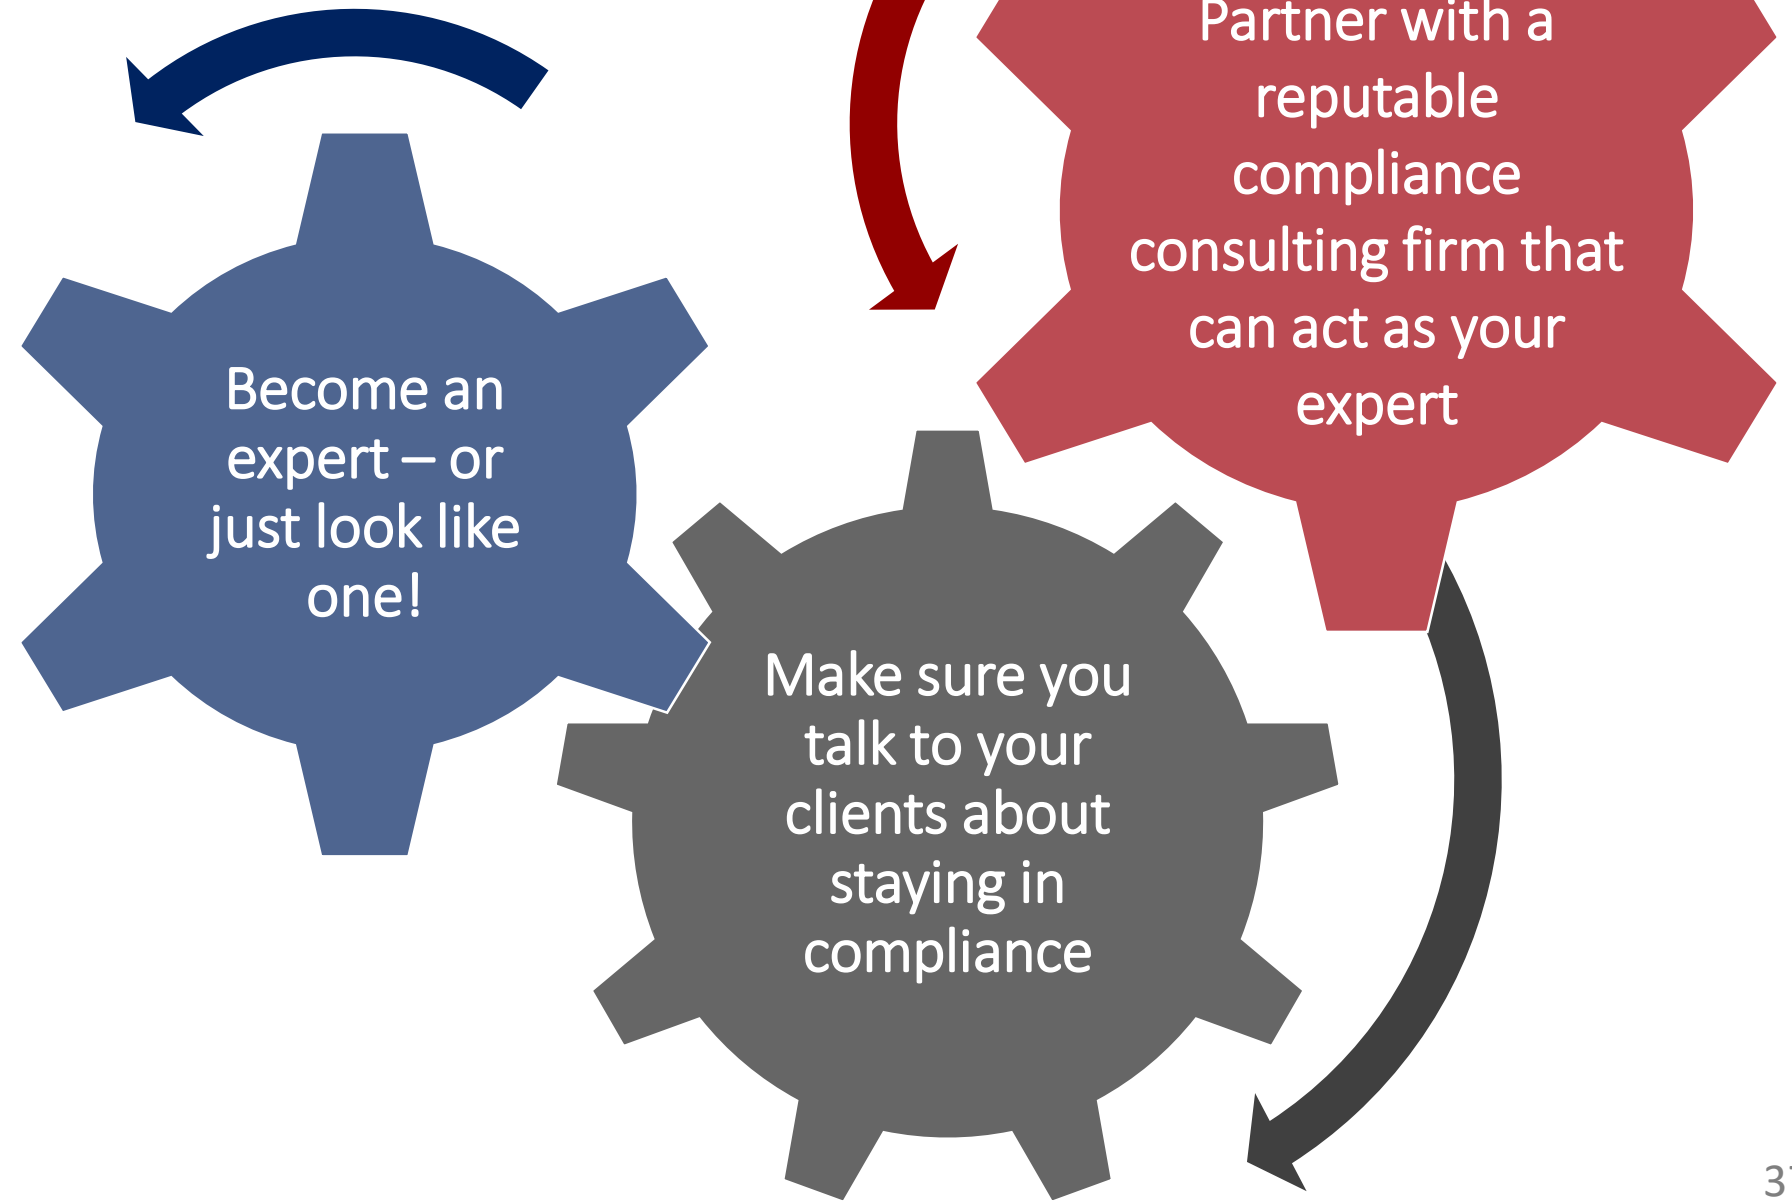 Partner with a
reputable
compliance
consulting firm that
can act as your
expert
Become an
expert – or
just look like
one!
Make sure you
talk to your
clients about
staying in
compliance